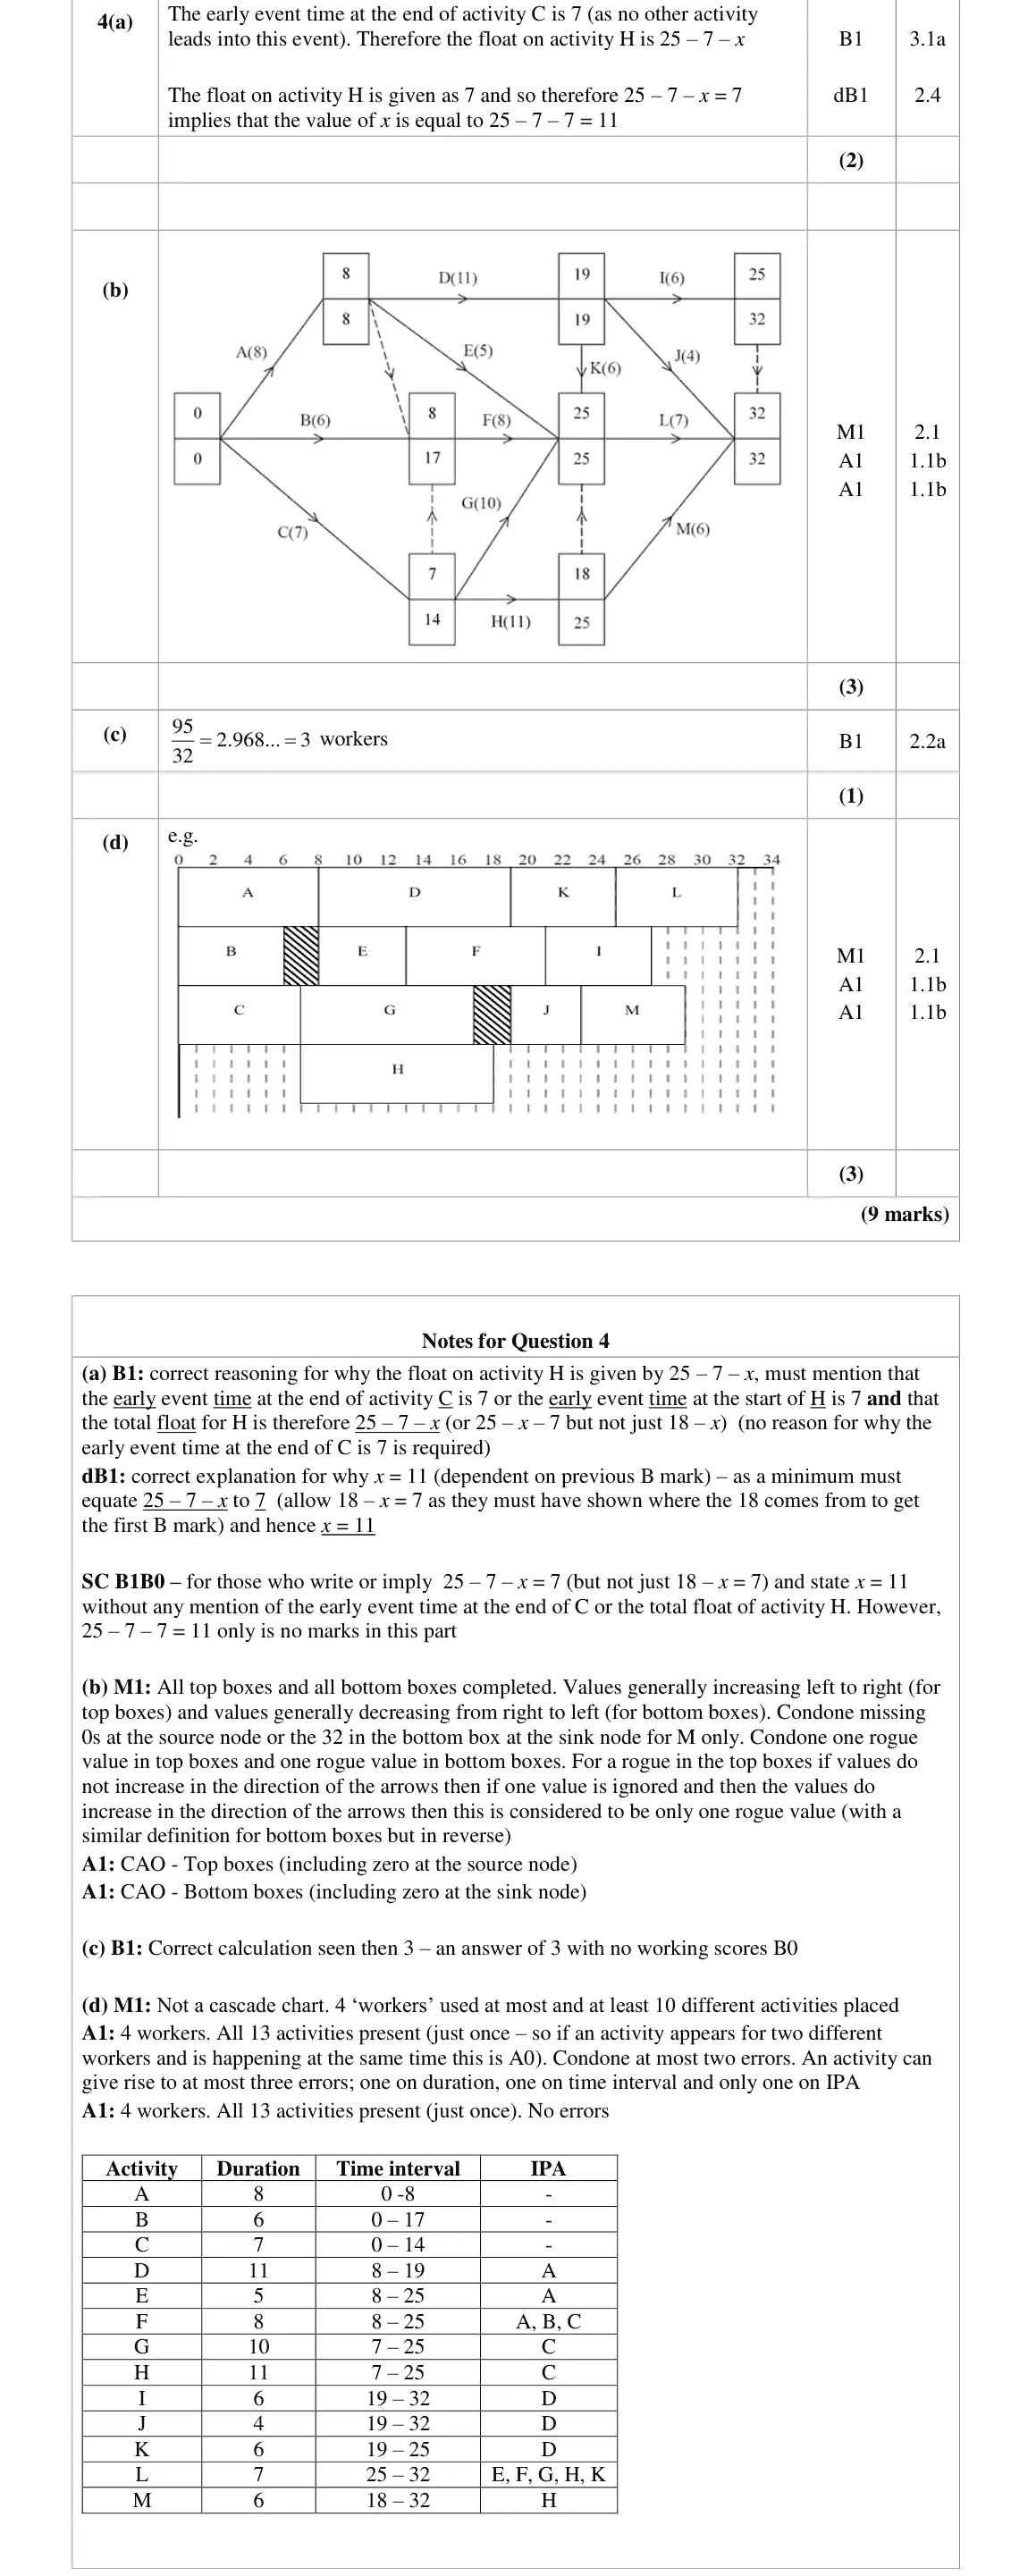 4(a)
The early event time at the end of activity C is 7 (as no other activity
leads into this event). Therefore the float on activity H is 25 – 7 – x
B1
3.1a
The float on activity H is given as 7 and so therefore 25 – 7 – x = 7
implies that the value of x is equal to 25 – 7 – 7 = 11
dB1
2.4
(2)
(b)
8
8
D(11)
19
19
I(6)
25
32
A(8)
E(5)
K(6)
J(4)
0
0
B(6)
8
17
F(8)
25
25
L(7)
32
32
C(7)
G(10)
M(6)
7
14
H(11)
18
25
M1
2.1
A1
1.1b
A1
1.1b
(3)
(c)
95
32
= 2.968... = 3 workers
B1
2.2a
(1)
(d)
e.g.
0 2 4 6 8 10 12 14 16 18 20 22 24 26 28 30 32 34
A D K L
B E F I
C G J M
H
M1
2.1
A1
1.1b
A1
1.1b
(3)
(9 marks)
Notes for Question 4
(a) B1: correct reasoning for why the float on activity H is given by 25 – 7 – x, must mention that
the early event time at the end of activity C is 7 or the early event time at the start of H is 7 and that
the total float for H is therefore 25 – 7 – x (or 25 – x – 7 but not just 18 – x) (no reason for why the
early event time at the end of C is 7 is required)
dB1: correct explanation for why x = 11 (dependent on previous B mark) – as a minimum must
equate 25 – 7 – x to 7 (allow 18 – x = 7 as they must have shown where the 18 comes from to get
the first B mark) and hence x = 11
SC B1B0 – for those who write or imply 25 – 7 – x = 7 (but not just 18 – x = 7) and state x = 11
without any mention of the early event time at the end of C or the total float of activity H. However,
25 – 7 – 7 = 11 only is no marks in this part
(b) M1: All top boxes and all bottom boxes completed. Values generally increasing left to right (for
top boxes) and values generally decreasing from right to left (for bottom boxes). Condone missing
0s at the source node or the 32 in the bottom box at the sink node for M only. Condone one rogue
value in top boxes and one rogue value in bottom boxes. For a rogue in the top boxes if values do
not increase in the direction of the arrows then if one value is ignored and then the values do
increase in the direction of the arrows then this is considered to be only one rogue value (with a
similar definition for bottom boxes but in reverse)
A1: CAO - Top boxes (including zero at the source node)
A1: CAO - Bottom boxes (including zero at the sink node)
(c) B1: Correct calculation seen then 3 – an answer of 3 with no working scores B0
(d) M1: Not a cascade chart. 4 ‘workers’ used at most and at least 10 different activities placed
A1: 4 workers. All 13 activities present (just once – so if an activity appears for two different
workers and is happening at the same time this is A0). Condone at most two errors. An activity can
give rise to at most three errors; one on duration, one on time interval and only one on IPA
A1: 4 workers. All 13 activities present (just once). No errors
Activity Duration Time interval IPA
A 8 0 -8 -
B 6 0 – 17 -
C 7 0 – 14 -
D 11 8 – 19 A
E 5 8 – 25 A
F 8 8 – 25 A, B, C
G 10 7 – 25 C
H 11 7 – 25 C
I 6 19 – 32 D
J 4 19 – 32 D
K 6 19 – 25 D
L 7 25 – 32 E, F, G, H, K
M 6 18 – 32 H